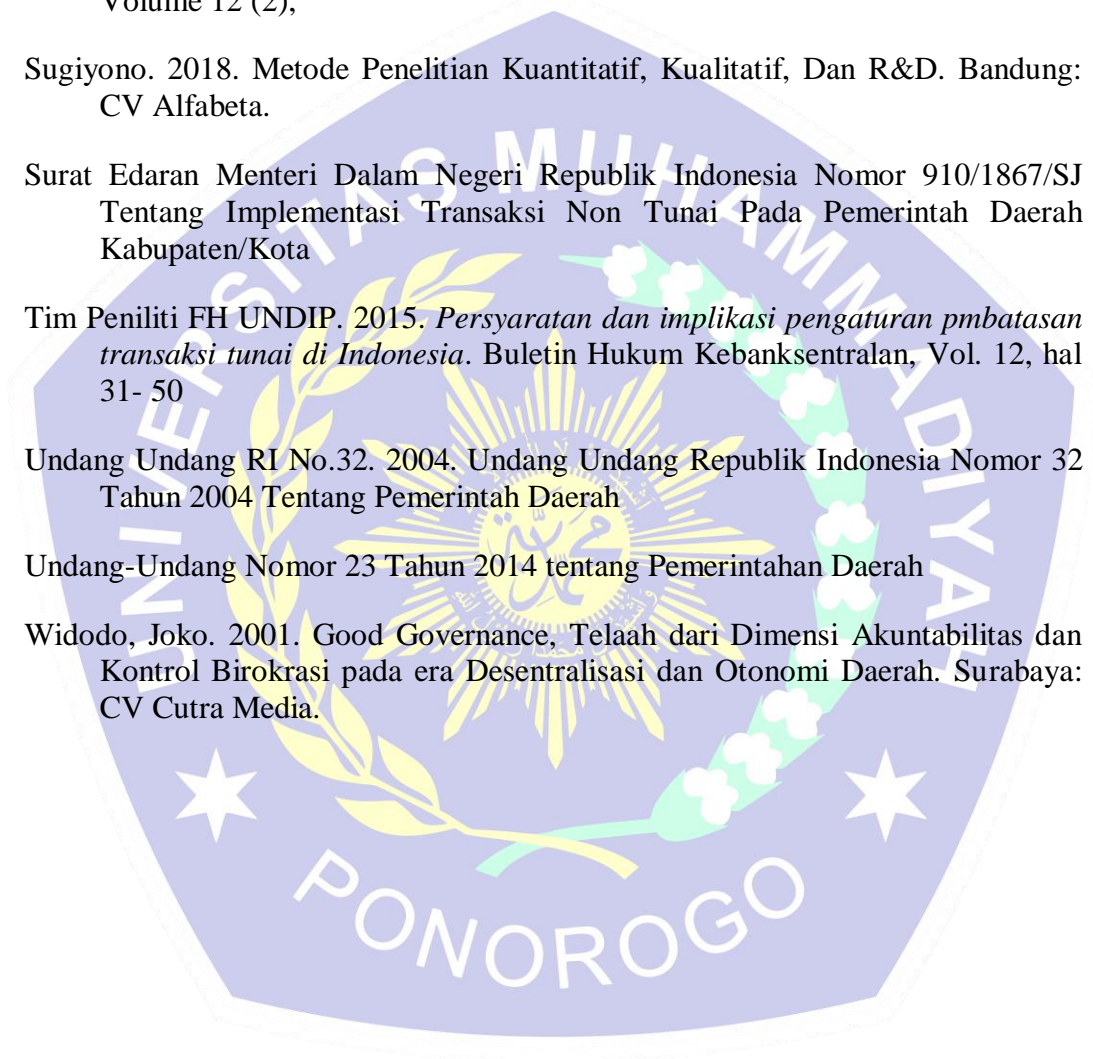 Volume 12 (2),
Sugiyono. 2018. Metode Penelitian Kuantitatif, Kualitatif, Dan R&D. Bandung:
CV Alfabeta.
Surat Edaran Menteri Dalam Negeri Republik Indonesia Nomor 910/1867/SJ
Tentang Implementasi Transaksi Non Tunai Pada Pemerintah Daerah
Kabupaten/Kota
Tim Peniliti FH UNDIP. 2015. Persyaratan dan implikasi pengaturan pmbatasan
transaksi tunai di Indonesia. Buletin Hukum Kebanksentralan, Vol. 12, hal
31- 50
Undang Undang RI No.32. 2004. Undang Undang Republik Indonesia Nomor 32
Tahun 2004 Tentang Pemerintah Daerah
Undang-Undang Nomor 23 Tahun 2014 tentang Pemerintahan Daerah
Widodo, Joko. 2001. Good Governance, Telaah dari Dimensi Akuntabilitas dan
Kontrol Birokrasi pada era Desentralisasi dan Otonomi Daerah. Surabaya:
CV Cutra Media.
UNIVERSITAS MUHAMMADIYAH
PONOROGO